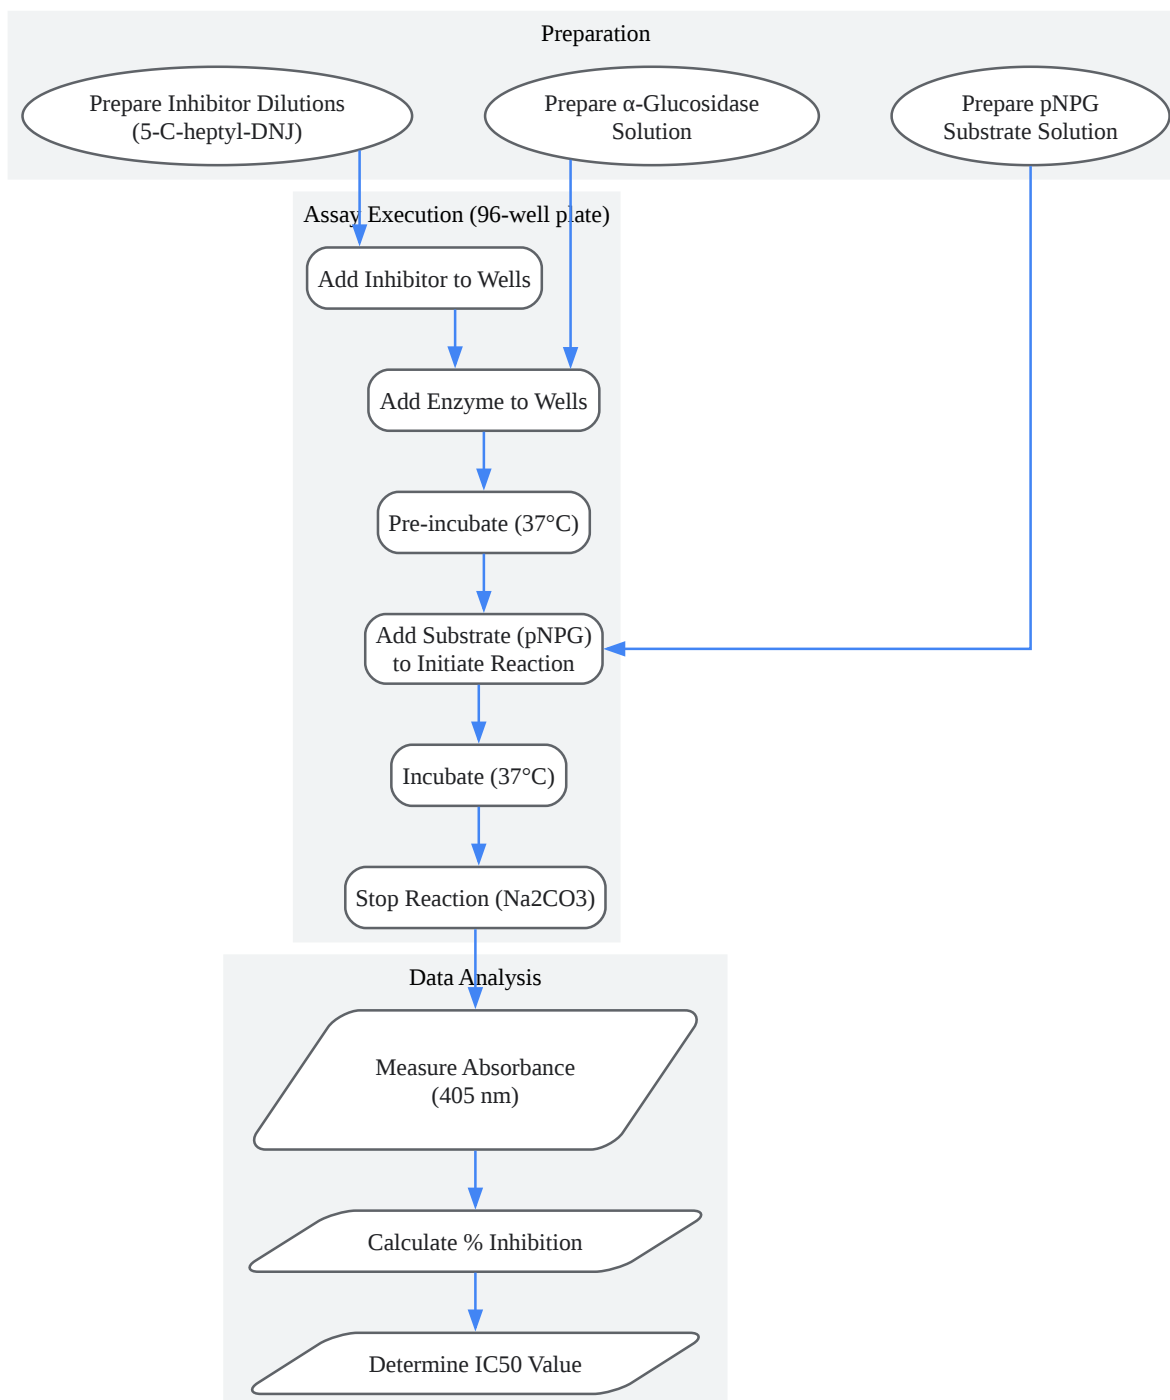 Preparation
Prepare Inhibitor Dilutions
(5-C-heptyl-DNJ)
Prepare α-Glucosidase
Solution
Prepare pNPG
Substrate Solution
Assay Execution (96-well plate)
Add Inhibitor to Wells
Add Enzyme to Wells
Pre-incubate (37°C)
Add Substrate (pNPG)
to Initiate Reaction
Incubate (37°C)
Stop Reaction (Na2CO3)
Data Analysis
Measure Absorbance
(405 nm)
Calculate % Inhibition
Determine IC50 Value